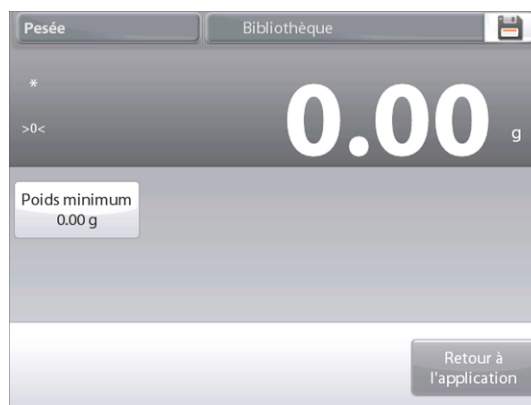 Pesée
Bibliothèque
*
>0<
0.00 g
Poids minimum
0.00 g
Retour à
l'application